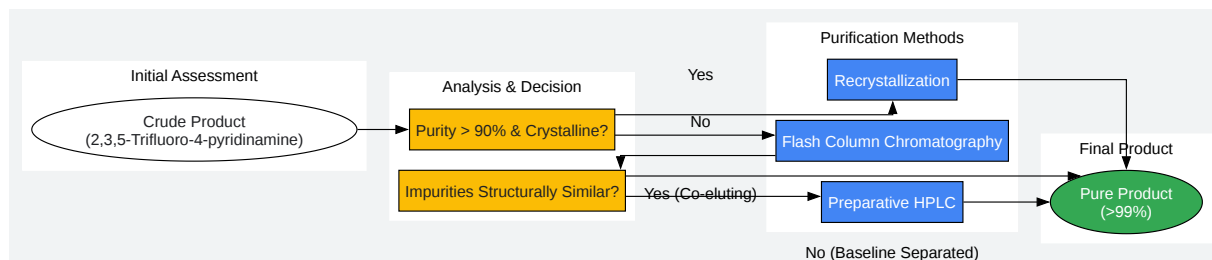 Initial Assessment
Crude Product
(2,3,5-Trifluoro-4-pyridinamine)
Analysis & Decision
Purity > 90% & Crystalline?
Impurities Structurally Similar?
Yes
No
Yes (Co-eluting)
No (Baseline Separated)
Purification Methods
Recrystallization
Flash Column Chromatography
Preparative HPLC
Final Product
Pure Product
(>99%)